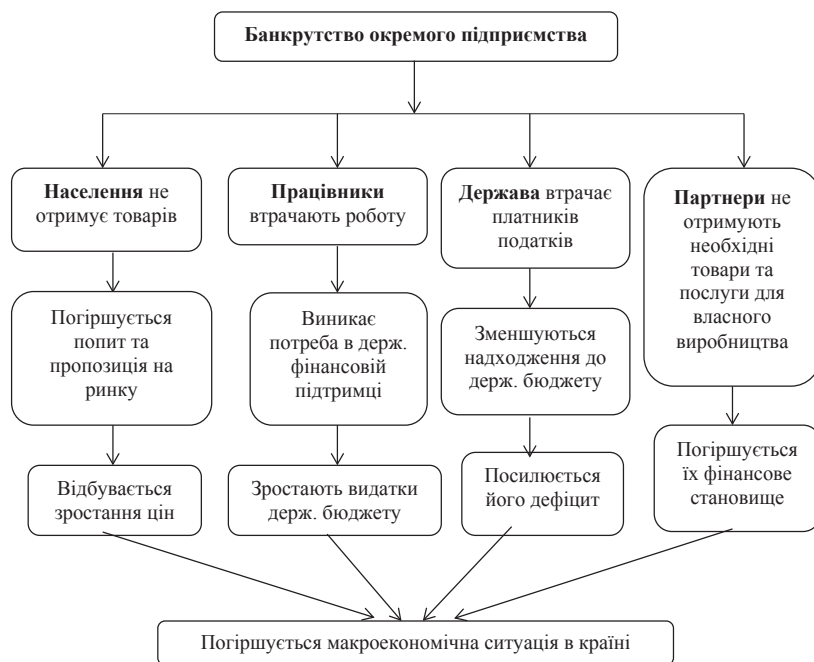 Банкрутство окремого підприємства
Населення не
отримує товарів
Працівники
втрачають роботу
Держава втрачає
платників
податків
Партнери не
отримують
необхідні
товари та
послуги для
власного
виробництва
Погіршується
попит та
пропозиція на
ринку
Виникає
потреба в держ.
фінансовій
підтримці
Зменшуються
надходження до
держ. бюджету
Відбувається
зростання цін
Зростають видатки
держ. бюджету
Посилюється
його дефіцит
Погіршується
їх фінансове
становище
Погіршується макроекономічна ситуація в країні